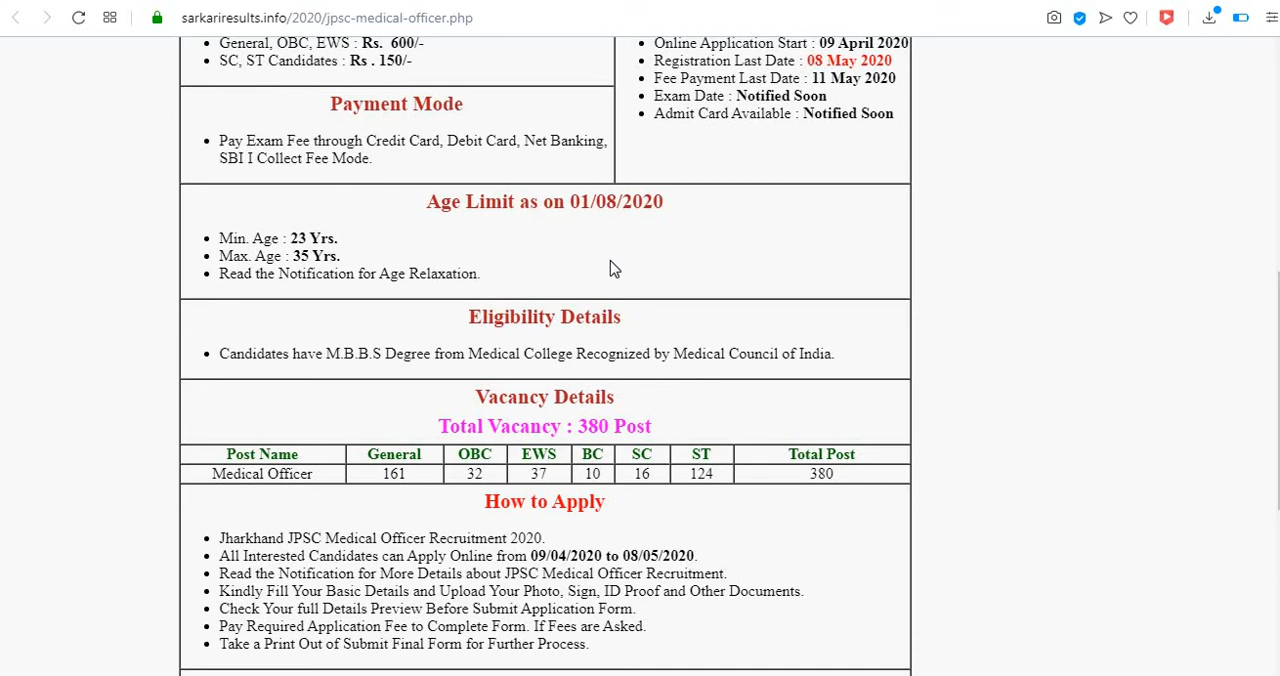 sarkariresults.info/2020/jpsc-medical-officer.php
General, OBC, EWS : Rs. 600/-
SC, ST Candidates : Rs . 150/-
Payment Mode
Pay Exam Fee through Credit Card, Debit Card, Net Banking,
SBI I Collect Fee Mode.
Online Application Start : 09 April 2020
Registration Last Date : 08 May 2020
Fee Payment Last Date : 11 May 2020
Exam Date : Notified Soon
Admit Card Available : Notified Soon
Age Limit as on 01/08/2020
Min. Age : 23 Yrs.
Max. Age : 35 Yrs.
Read the Notification for Age Relaxation.
Eligibility Details
Candidates have M.B.B.S Degree from Medical College Recognized by Medical Council of India.
Vacancy Details
Total Vacancy : 380 Post
Post Name General OBC EWS BC SC ST Total Post
Medical Officer 161 32 37 10 16 124 380
How to Apply
Jharkhand JPSC Medical Officer Recruitment 2020.
All Interested Candidates can Apply Online from 09/04/2020 to 08/05/2020.
Read the Notification for More Details about JPSC Medical Officer Recruitment.
Kindly Fill Your Basic Details and Upload Your Photo, Sign, ID Proof and Other Documents.
Check Your full Details Preview Before Submit Application Form.
Pay Required Application Fee to Complete Form. If Fees are Asked.
Take a Print Out of Submit Final Form for Further Process.